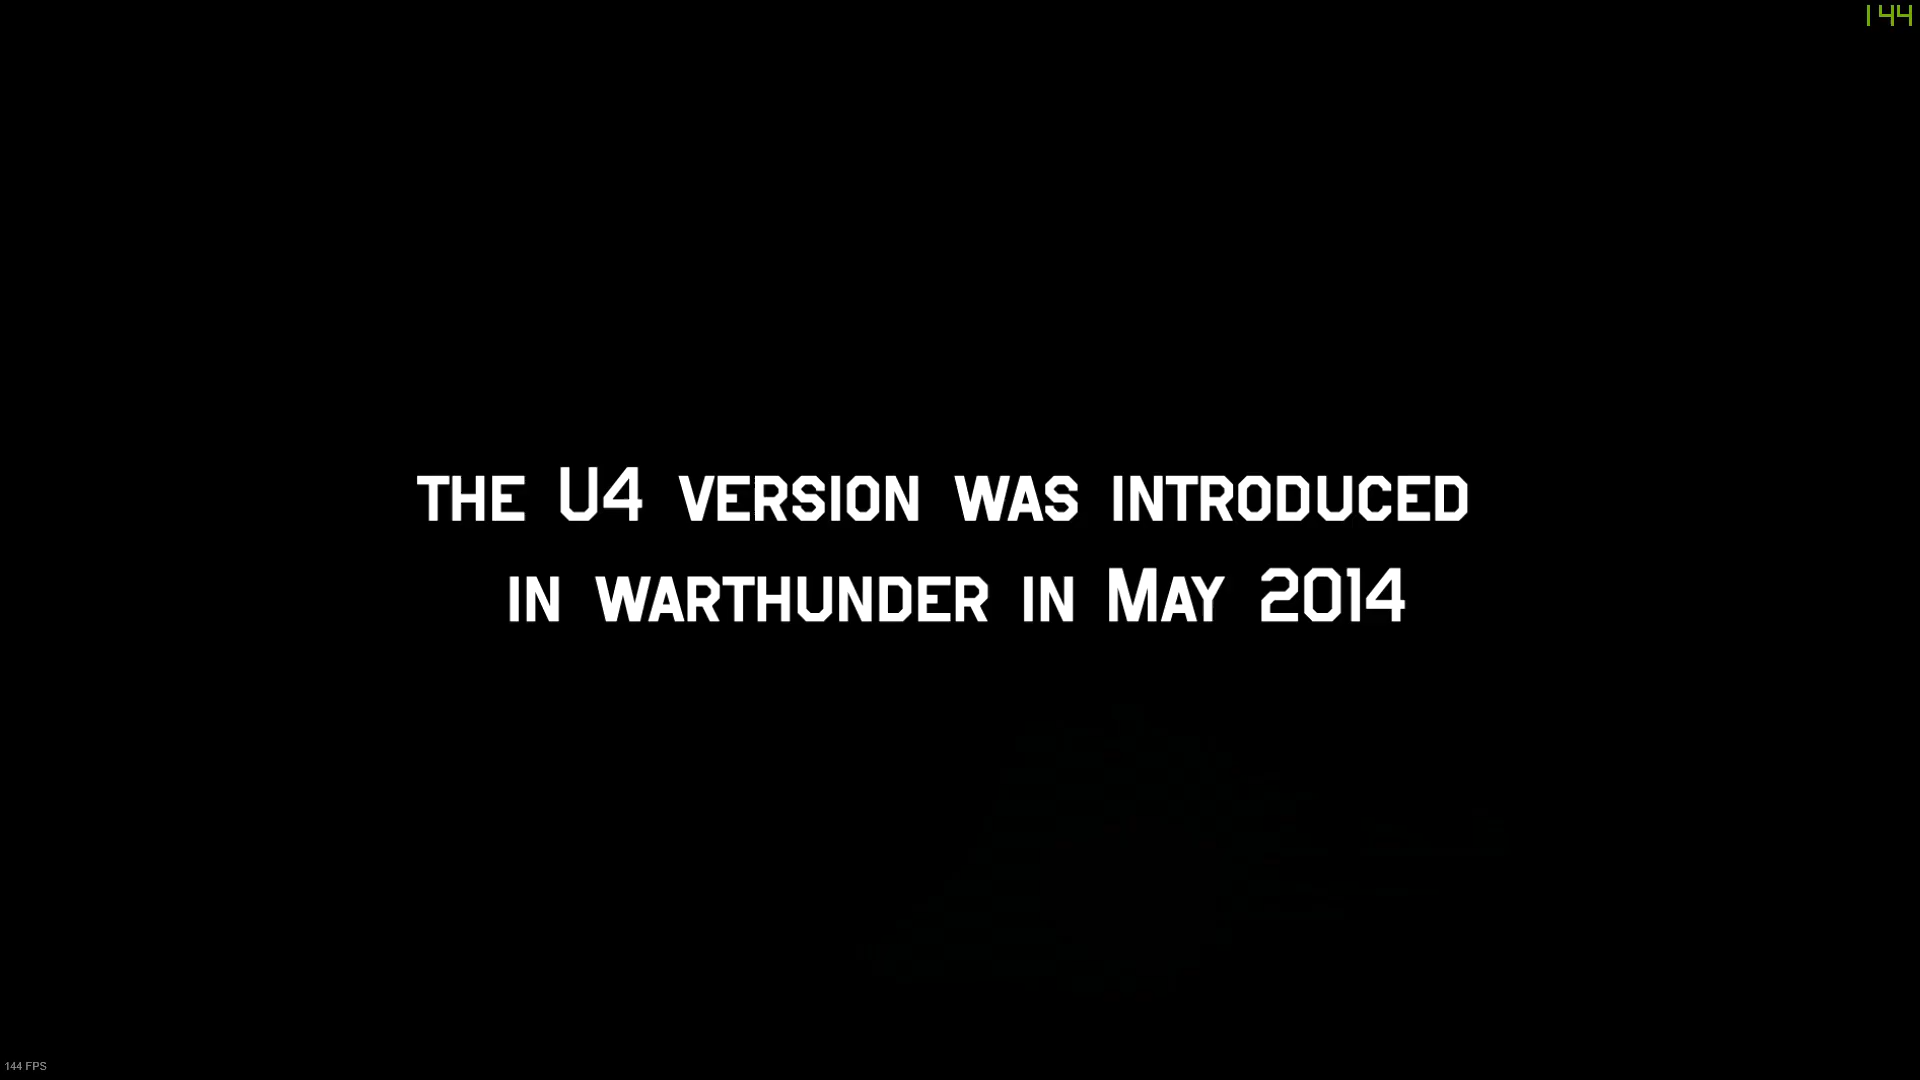 144
THE U4 VERSION WAS INTRODUCED
IN WARTHUNDER IN MAY 2014
144 FPS